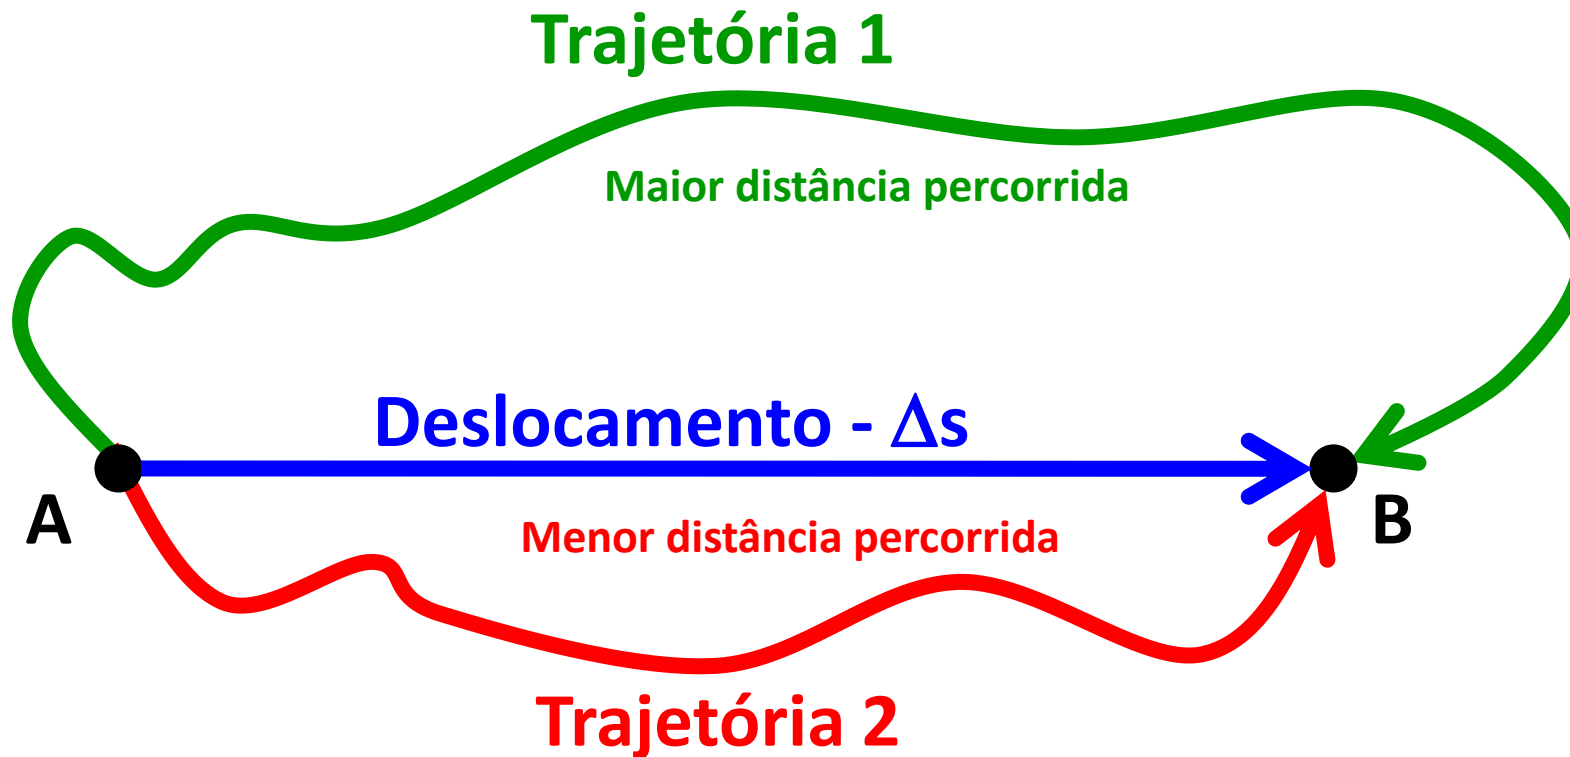 Trajetória 1
Maior distância percorrida
Deslocamento - Δs
A
Menor distância percorrida
B
Trajetória 2